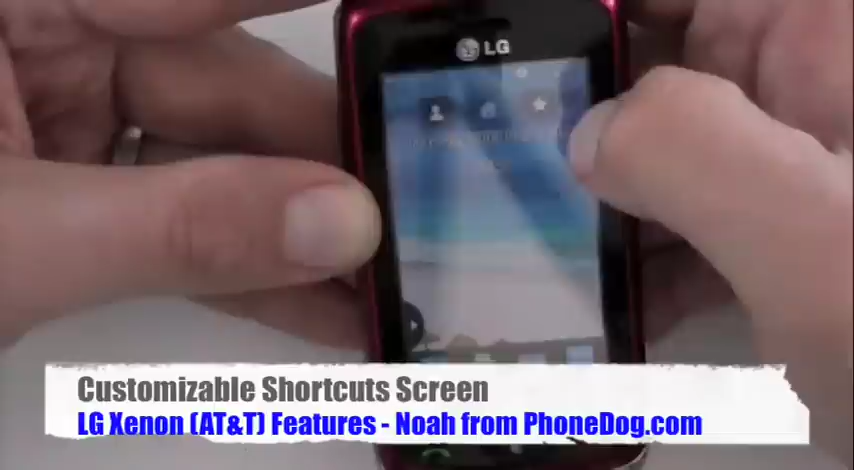 LG
Customizable Shortcuts Screen
LG Xenon (AT&T) Features - Noah from PhoneDog.com